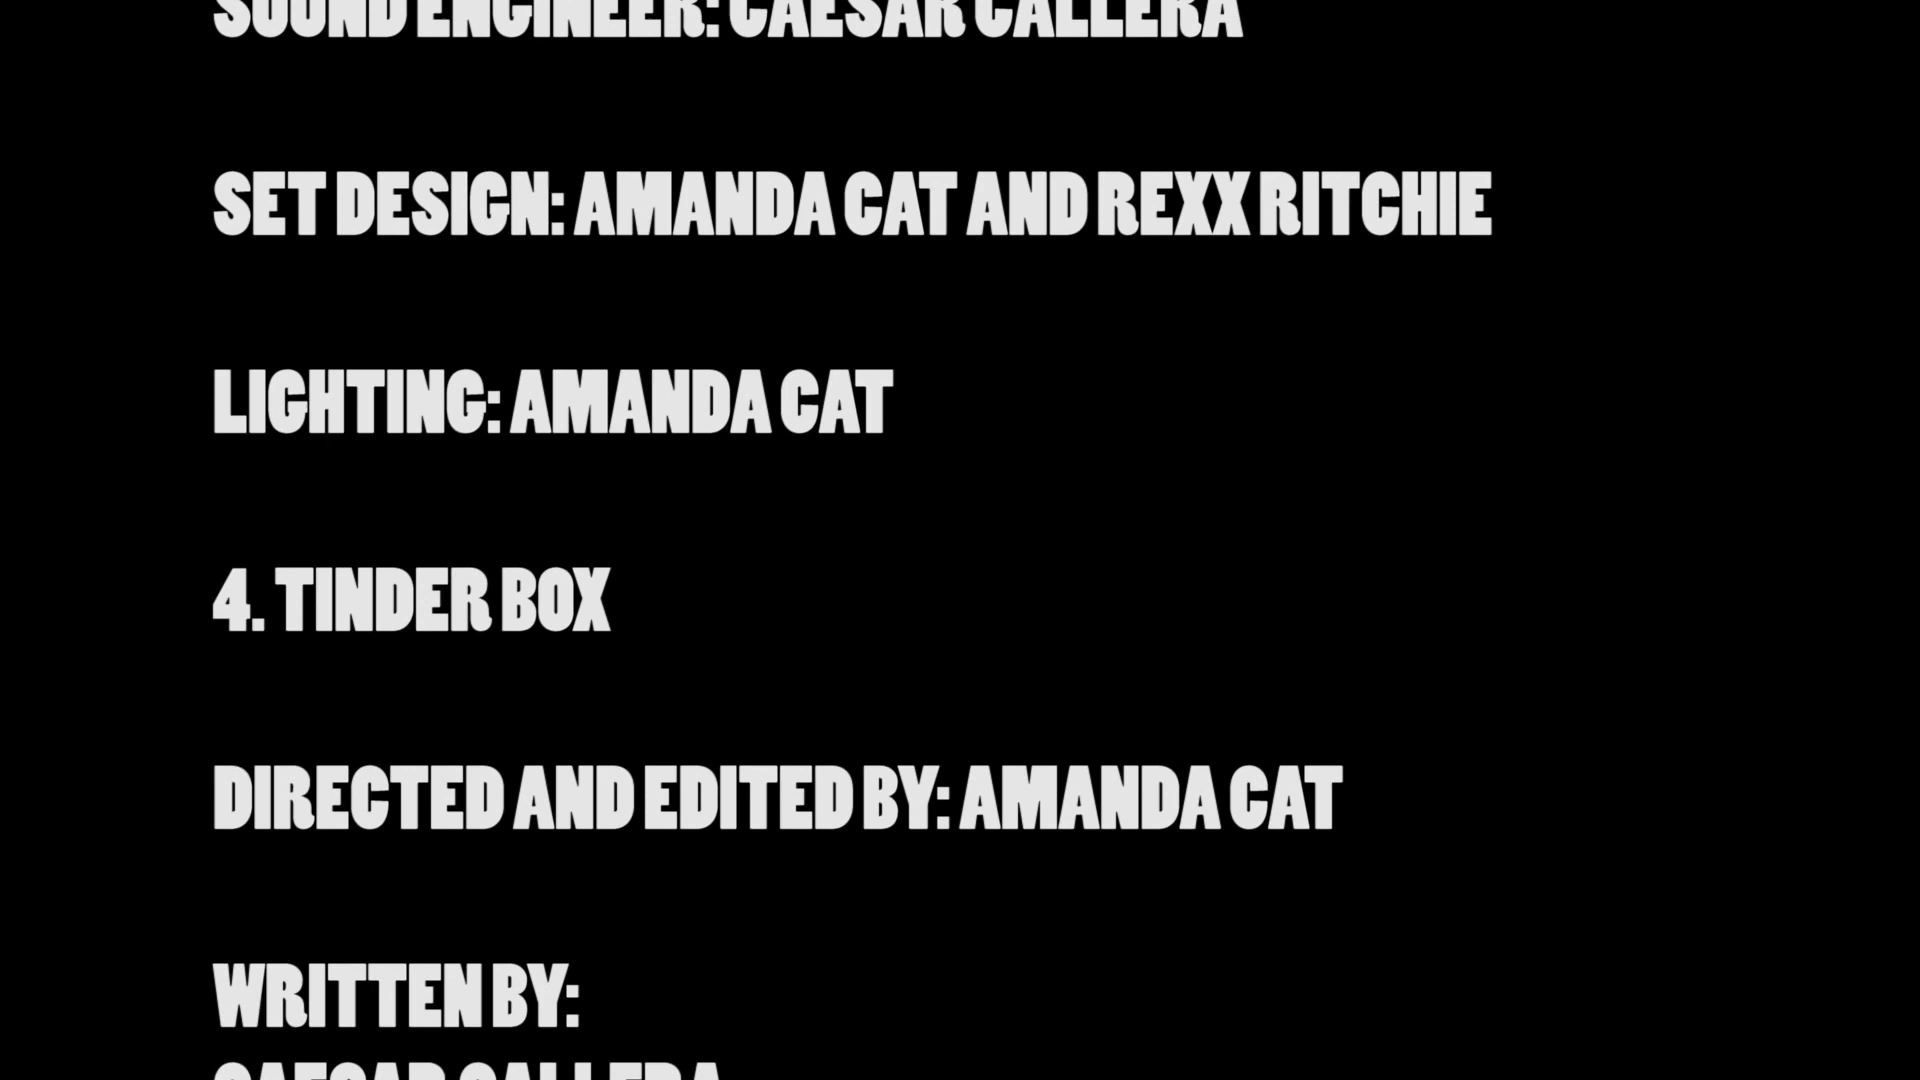 SOUND ENGINEER: CAESAR CALLERA
SET DESIGN: AMANDA CAT AND REXX RITCHIE
LIGHTING: AMANDA CAT
4. TINDER BOX
DIRECTED AND EDITED BY: AMANDA CAT
WRITTEN BY:
CAESAR CALLERA